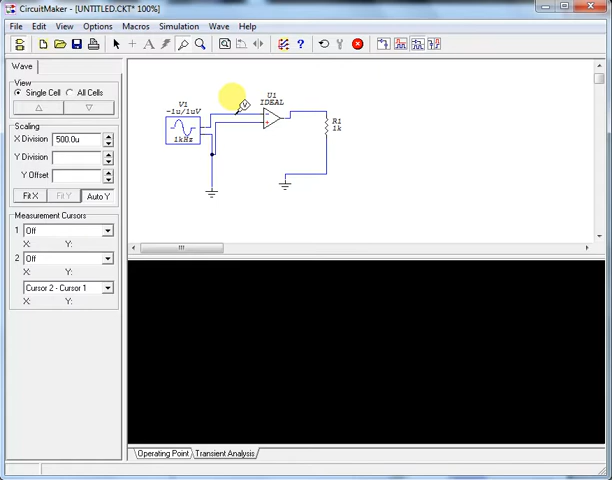 CircuitMaker - [UNTITLED.CKT* 100%]
File Edit View Options Macros Simulation Wave Help
Wave
View
Single Cell All Cells
Scaling
X Division 500.0u
Y Division
Y Offset
Fit X Fit Y Auto Y
Measurement Cursors
1 Off
X: Y:
2 Off
X: Y:
Cursor 2 - Cursor 1
X: Y:
V1
-1u/1uV
1kHz
V
U1
IDEAL
R1
1k
Operating Point Transient Analysis